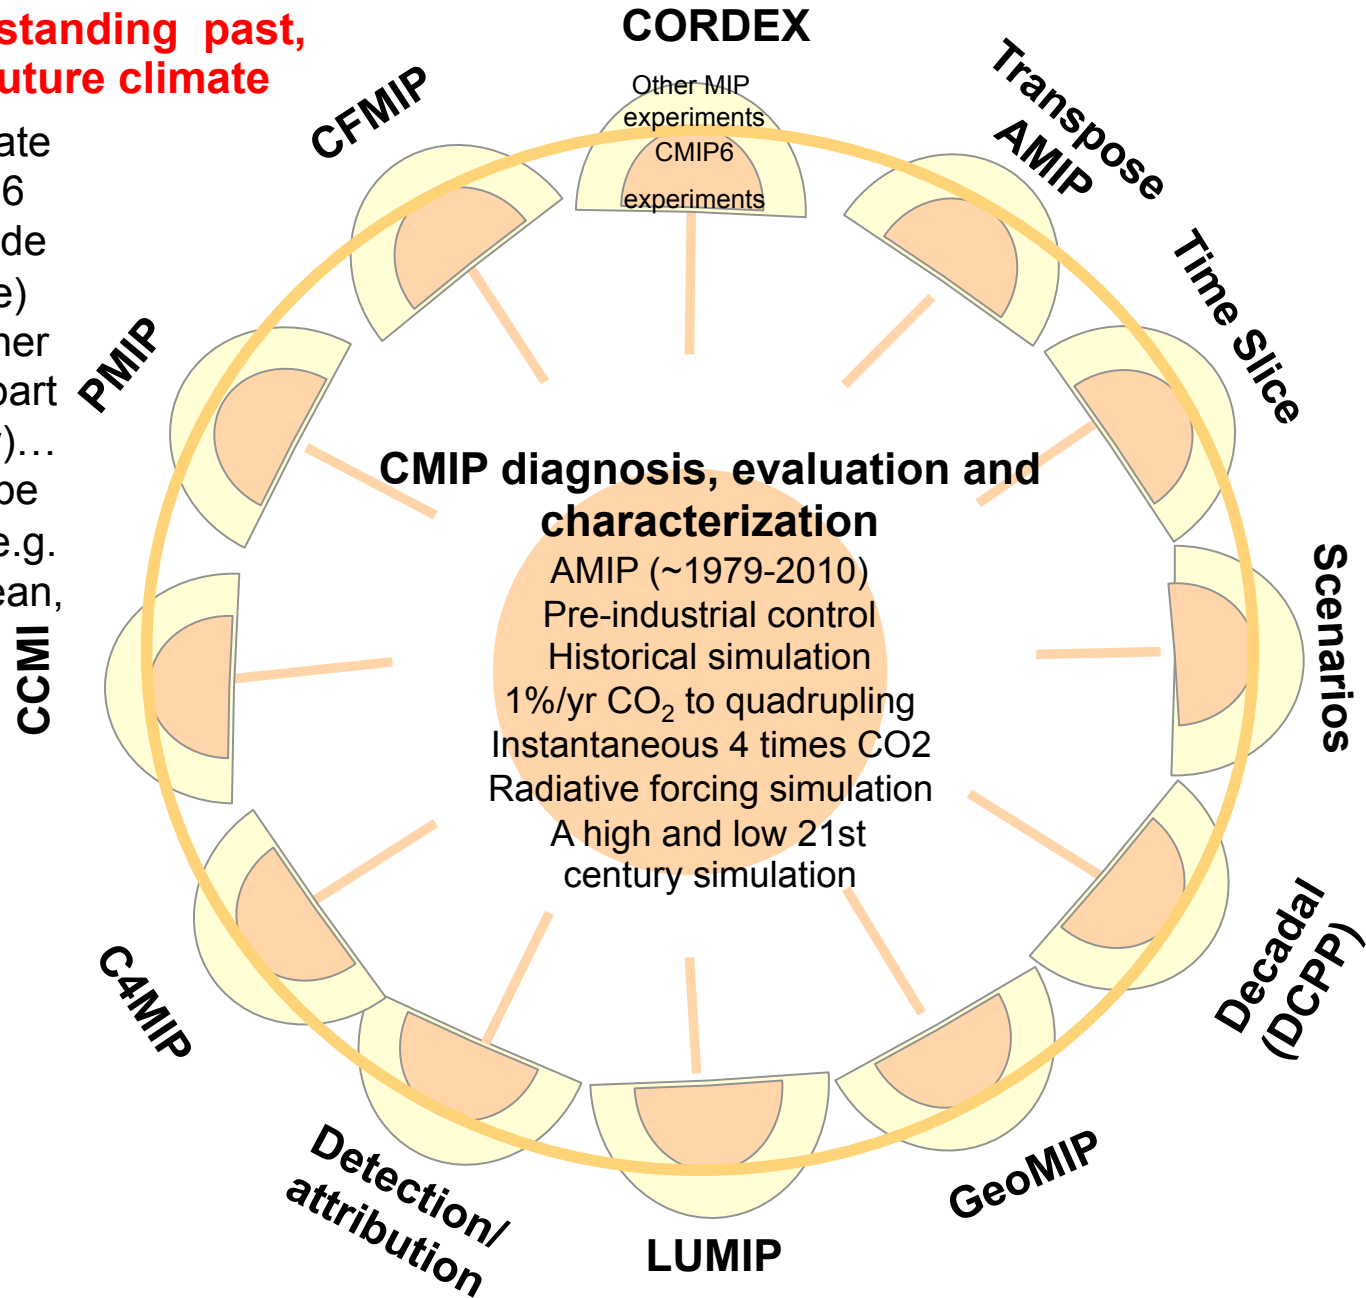 standing past,
uture climate
ate
6
de
e)
ner
part
)…
be
e.g.
ean,
CORDEX
Other MIP
experiments
CMIP6
experiments
Transpose
AMIP
Time Slice
Scenarios
Decadal
(DCPP)
GeoMIP
LUMIP
Detection/
attribution
C4MIP
CCMI
PMIP
CFMIP
CMIP diagnosis, evaluation and
characterization
AMIP (~1979-2010)
Pre-industrial control
Historical simulation
1%/yr CO₂ to quadrupling
Instantaneous 4 times CO2
Radiative forcing simulation
A high and low 21st
century simulation